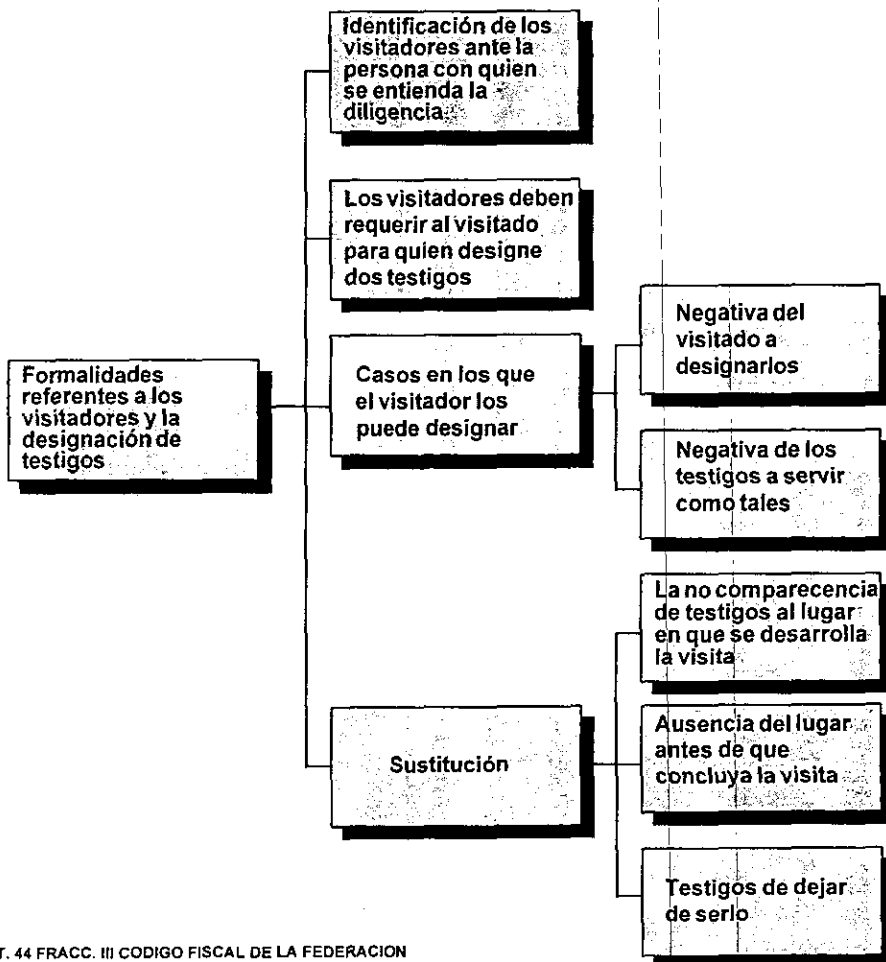 Identificación de los
visitadores ante la
persona con quien
se entienda la
diligencia
Los visitadores deben
requerir al visitado
para quien designe
dos testigos
Formalidades
referentes a los
visitadores y la
designación de
testigos
Casos en los que
el visitador los
puede designar
Negativa del
visitado a
designarlos
Negativa de los
testigos a servir
como tales
Sustitución
La no comparecencia
de testigos al lugar
en que se desarrolla
la visita
Ausencia del lugar
antes de que
concluya la visita
Testigos de dejar
de serlo
T. 44 FRACC. III CODIGO FISCAL DE LA FEDERACION